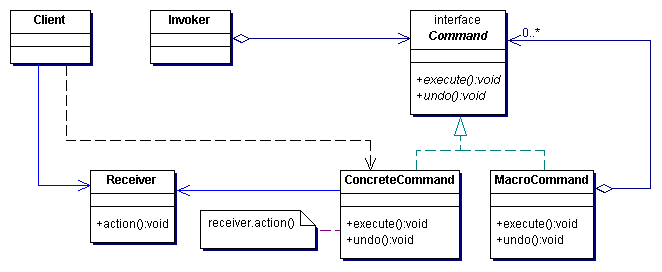 Client
Invoker
interface
Command
+execute():void
+undo():void
0..*
Receiver
+action():void
receiver.action()
ConcreteCommand
+execute():void
+undo():void
MacroCommand
+execute():void
+undo():void